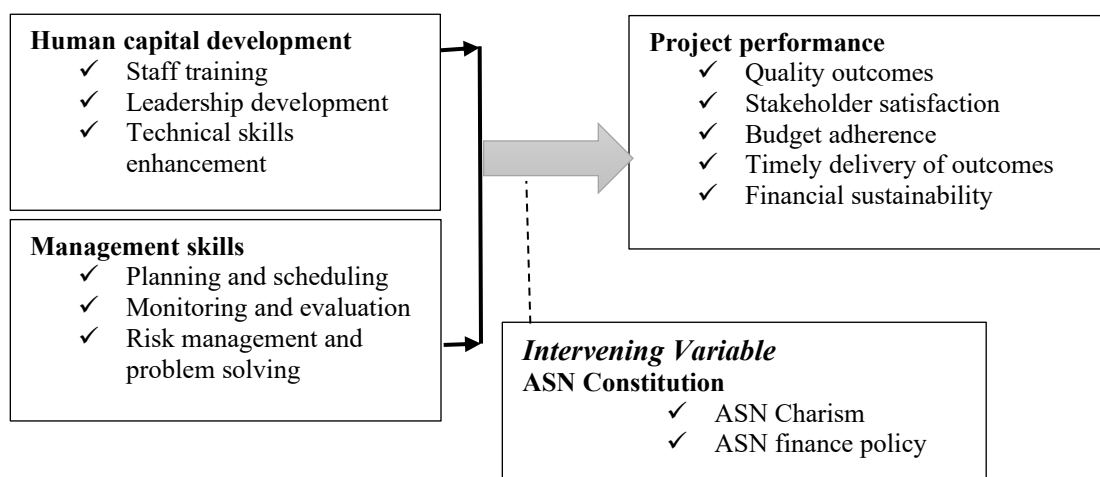 Human capital development
✓ Staff training
✓ Leadership development
✓ Technical skills
enhancement
Management skills
✓ Planning and scheduling
✓ Monitoring and evaluation
✓ Risk management and
problem solving
Project performance
✓ Quality outcomes
✓ Stakeholder satisfaction
✓ Budget adherence
✓ Timely delivery of outcomes
✓ Financial sustainability
Intervening Variable
ASN Constitution
✓ ASN Charism
✓ ASN finance policy